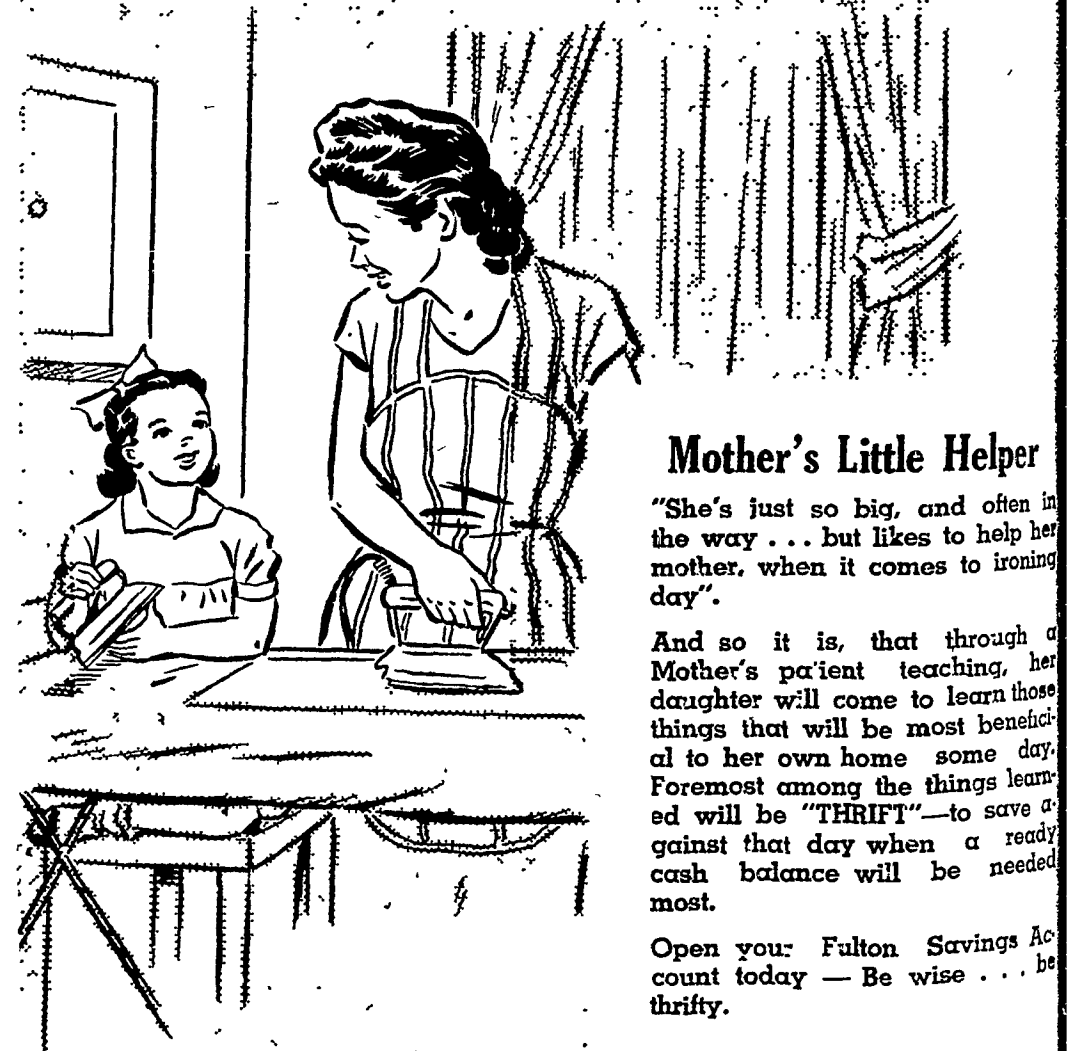 Mother's Little Helper
"She's just so big, and often in
the way . . . but likes to help her
mother, when it comes to ironing
day".
And so it is, that through a
Mother's pa'ient teaching, her
daughter will come to learn those
things that will be most benefici-
al to her own home some day.
Foremost among the things learn-
ed will be "THRIFT"—to save a-
gainst that day when a ready
cash balance will be needed
most.
Open your Fulton Savings Ac-
count today — Be wise . . . be
thrifty.